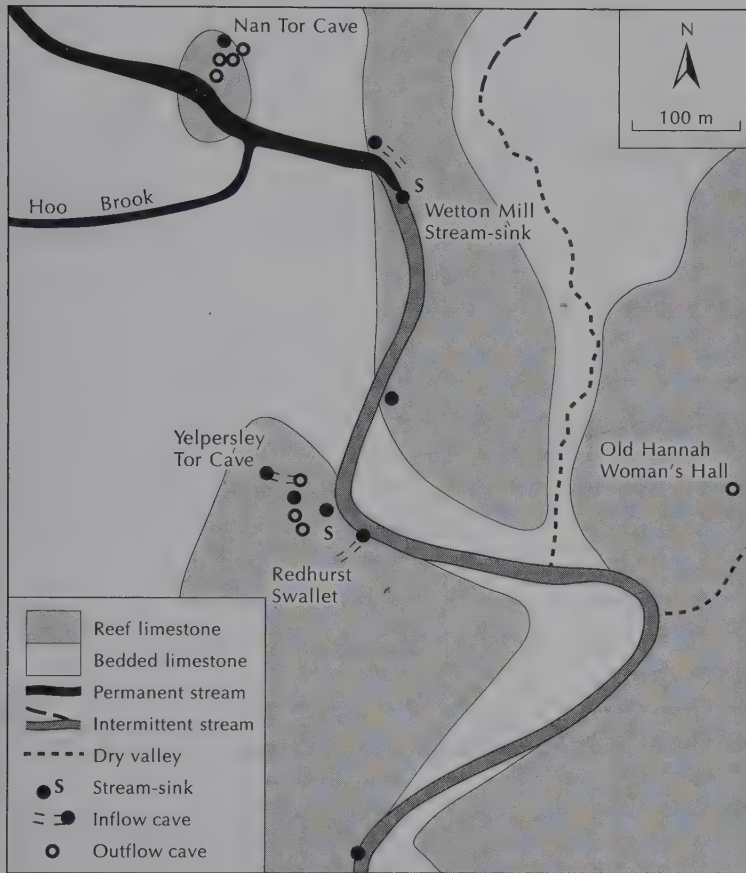 Nan Tor Cave
N
100 m
Hoo Brook
S
Wetton Mill
Stream-sink
Yelpersley
Tor Cave
Old Hannah
Woman's Hall
S
Redhurst
Swallet
Reef limestone
Bedded limestone
Permanent stream
Intermittent stream
Dry valley
S Stream-sink
Inflow cave
Outflow cave